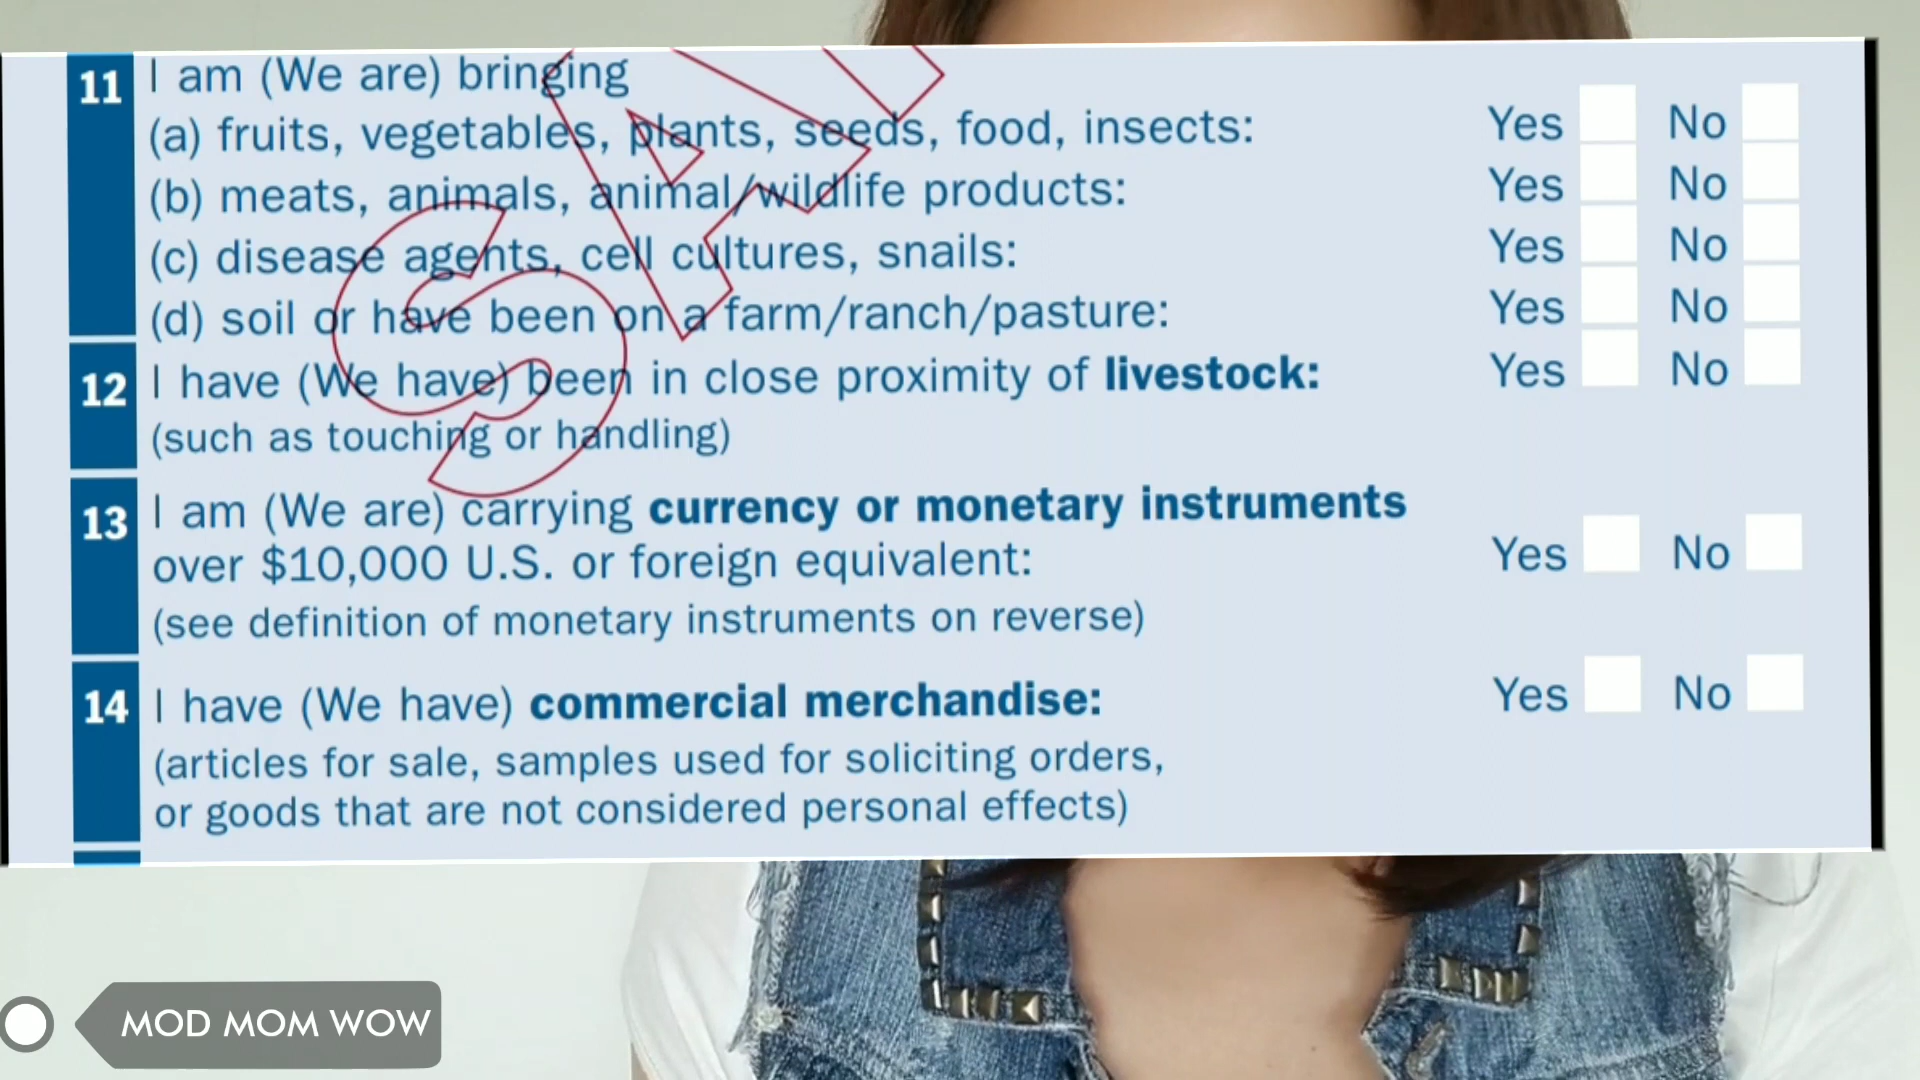 11 I am (We are) bringing
(a) fruits, vegetables, plants, seeds, food, insects: Yes No
(b) meats, animals, animal/wildlife products: Yes No
(c) disease agents, cell cultures, snails: Yes No
(d) soil or have been on a farm/ranch/pasture: Yes No
12 I have (We have) been in close proximity of livestock: Yes No
(such as touching or handling)
13 I am (We are) carrying currency or monetary instruments
over $10,000 U.S. or foreign equivalent: Yes No
(see definition of monetary instruments on reverse)
14 I have (We have) commercial merchandise: Yes No
(articles for sale, samples used for soliciting orders,
or goods that are not considered personal effects)
MOD MOM WOW